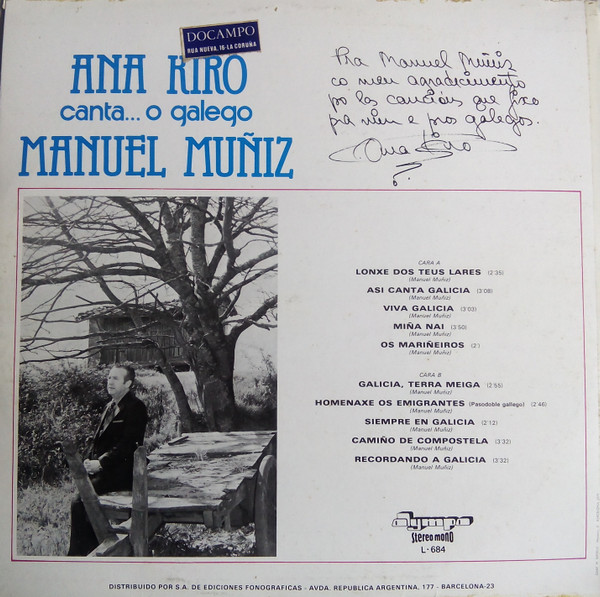 DOCAMPO
RUA NUEVA, 16-LA CORUÑA
ANA KIRO
canta... o galego
MANUEL MUÑIZ
Pra Manuel Muñiz
co meu agradecimento
po las cancións que fixo
pra min e pros galegos.
Ana Kiro
CARA A
LONXE DOS TEUS LARES (2'35)
(Manuel Muñiz)
ASI CANTA GALICIA (3'08)
(Manuel Muñiz)
VIVA GALICIA (3'03)
(Manuel Muñiz)
MIÑA NAI (3'50)
(Manuel Muñiz)
OS MARIÑEIROS (2')
(Manuel Muñiz)
CARA B
GALICIA, TERRA MEIGA (2'55)
(Manuel Muñiz)
HOMENAXE OS EMIGRANTES (Pasodoble gallego) (2'46)
(Manuel Muñiz)
SIEMPRE EN GALICIA (2'12)
(Manuel Muñiz)
CAMIÑO DE COMPOSTELA (3'32)
(Manuel Muñiz)
RECORDANDO A GALICIA (3'32)
(Manuel Muñiz)
Olympo
Stereo mono
L-684
DISTRIBUIDO POR S.A. DE EDICIONES FONOGRAFICAS - AVDA. REPUBLICA ARGENTINA, 177 - BARCELONA-23